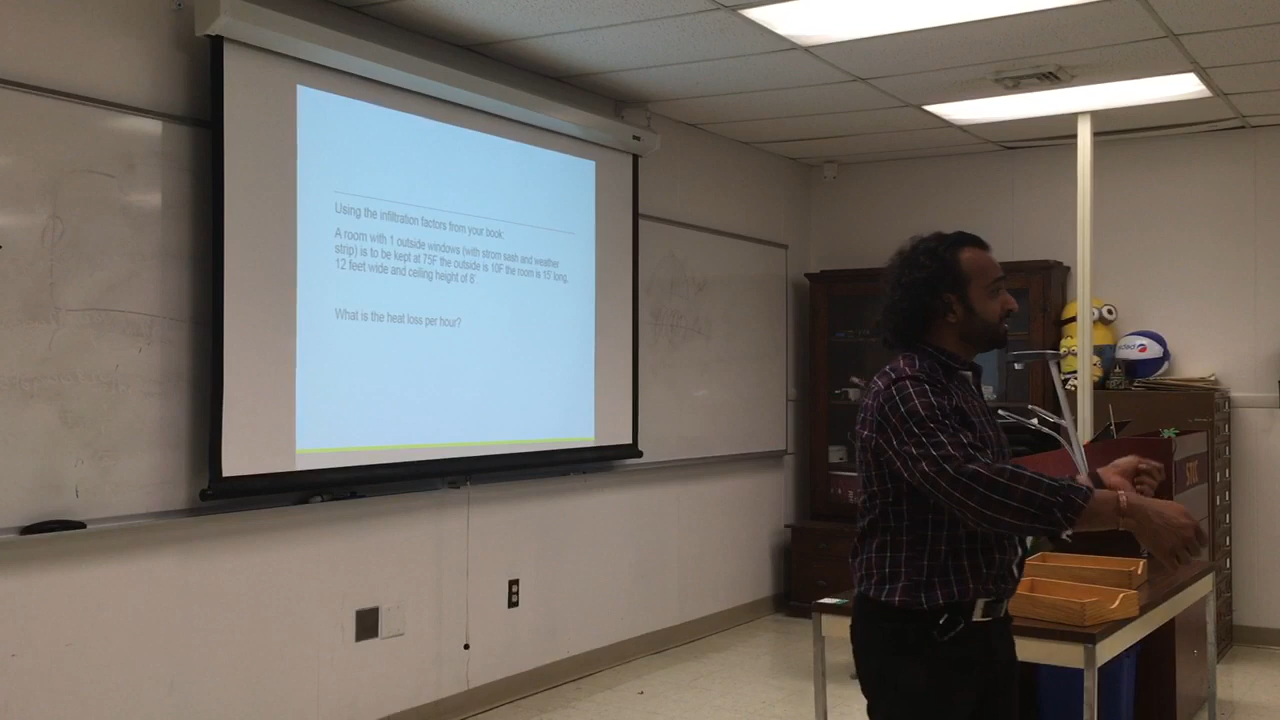 Using the infiltration factors from your book:
A room with 1 outside windows (with strom sash and weather
strip) is to be kept at 75F the outside is 10F the room is 15' long,
12 feet wide and ceiling height of 8'.
What is the heat loss per hour?